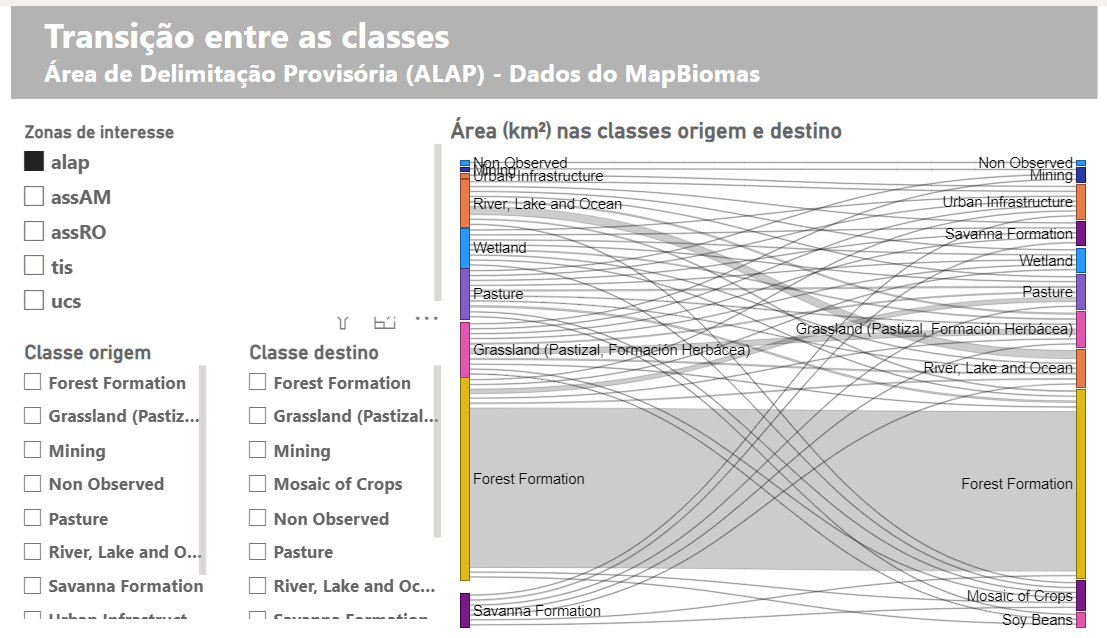 Transição entre as classes
Área de Delimitação Provisória (ALAP) - Dados do MapBiomas
Zonas de interesse
alap
assAM
assRO
tis
ucs
Classe origem
Forest Formation
Grassland (Pastiz...
Mining
Non Observed
Pasture
River, Lake and O...
Savanna Formation
Urban Infrastruct
Classe destino
Forest Formation
Grassland (Pastizal...
Mining
Mosaic of Crops
Non Observed
Pasture
River, Lake and Oc...
Savanna Formation
Área (km²) nas classes origem e destino
Non Observed
Mining
Urban Infrastructure
River, Lake and Ocean
Wetland
Pasture
Grassland (Pastizal, Formación Herbácea)
Forest Formation
Savanna Formation
Non Observed
Mining
Urban Infrastructure
Savanna Formation
Wetland
Pasture
Grassland (Pastizal, Formación Herbácea)
River, Lake and Ocean
Forest Formation
Mosaic of Crops
Soy Beans